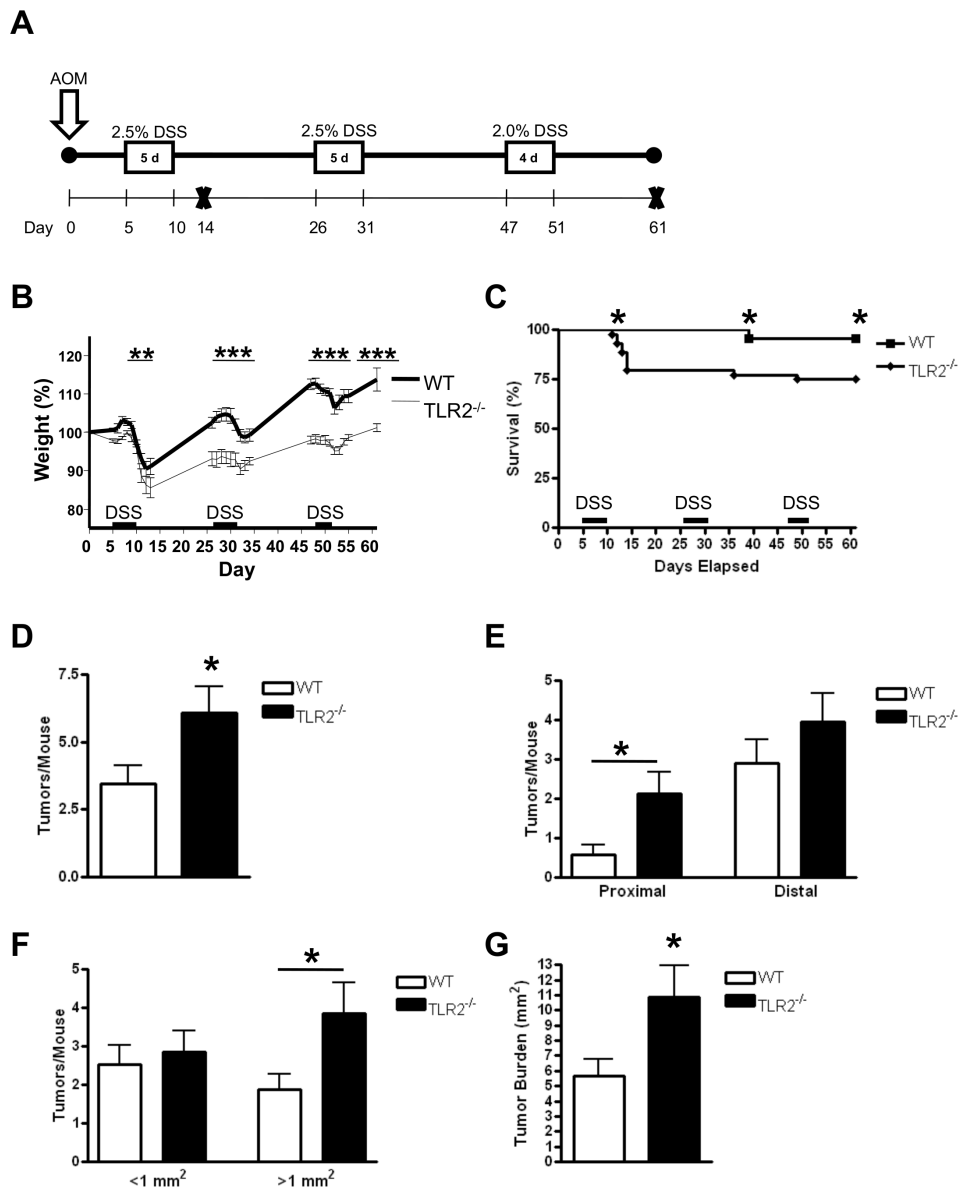 A
AOM
2.5% DSS 2.5% DSS 2.0% DSS
5 d 5 d 4 d
Day 0 5 10 14 26 31 47 51 61
B
Weight (%)
120
110
100
90
80
** *** *** ***
WT
TLR2-/-
DSS DSS DSS
0 5 10 15 20 25 30 35 40 45 50 55 60
Day
C
Survival (%)
100
75
50
25
0
* * *
WT
TLR2-/-
DSS DSS DSS
0 5 10 15 20 25 30 35 40 45 50 55 60
Days Elapsed
D
Tumors/Mouse
7.5
5.0
2.5
0.0
*
WT
TLR2-/-
E
Tumors/Mouse
5
4
3
2
1
0
*
WT
TLR2-/-
Proximal Distal
F
Tumors/Mouse
5
4
3
2
1
0
*
WT
TLR2-/-
<1 mm2 >1 mm2
G
Tumor Burden (mm2)
13
12
11
10
9
8
7
6
5
4
3
2
1
0
*
WT
TLR2-/-